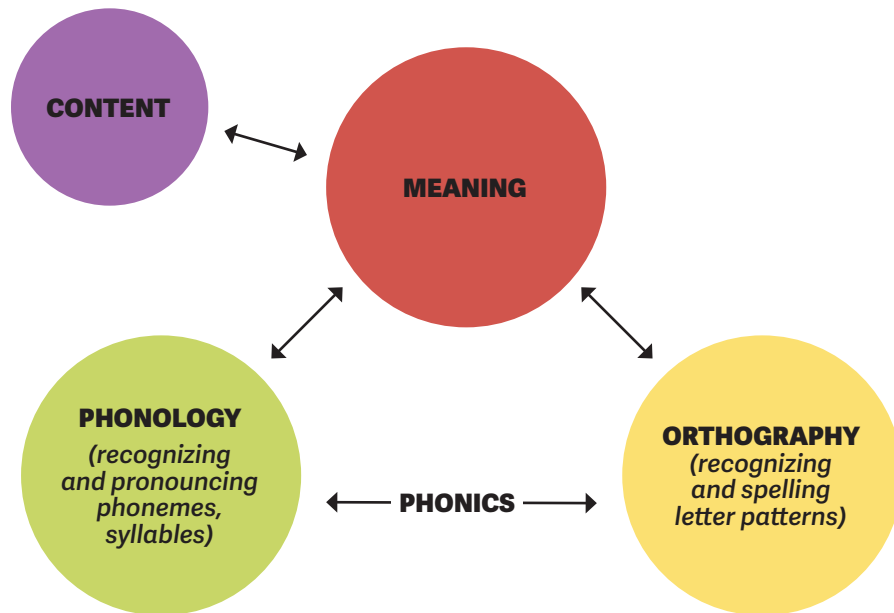 CONTENT
MEANING
PHONOLOGY
(recognizing
and pronouncing
phonemes,
syllables)
PHONICS
ORTHOGRAPHY
(recognizing
and spelling
letter patterns)